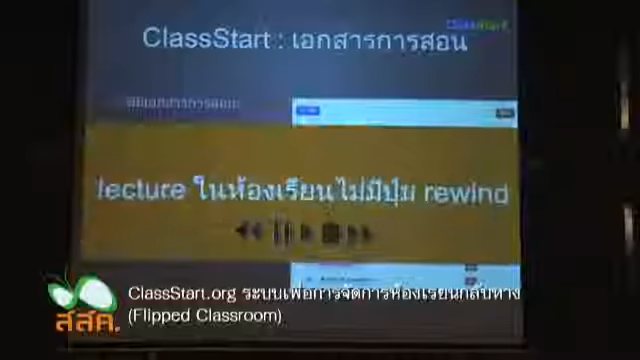 ClassStart
ClassStart : เอกสารการสอน
lecture ในห้องเรียนไม่มีปุ่ม rewind
สสค.
ClassStart.org ระบบเพื่อการจัดการห้องเรียนกลับทาง
(Flipped Classroom)